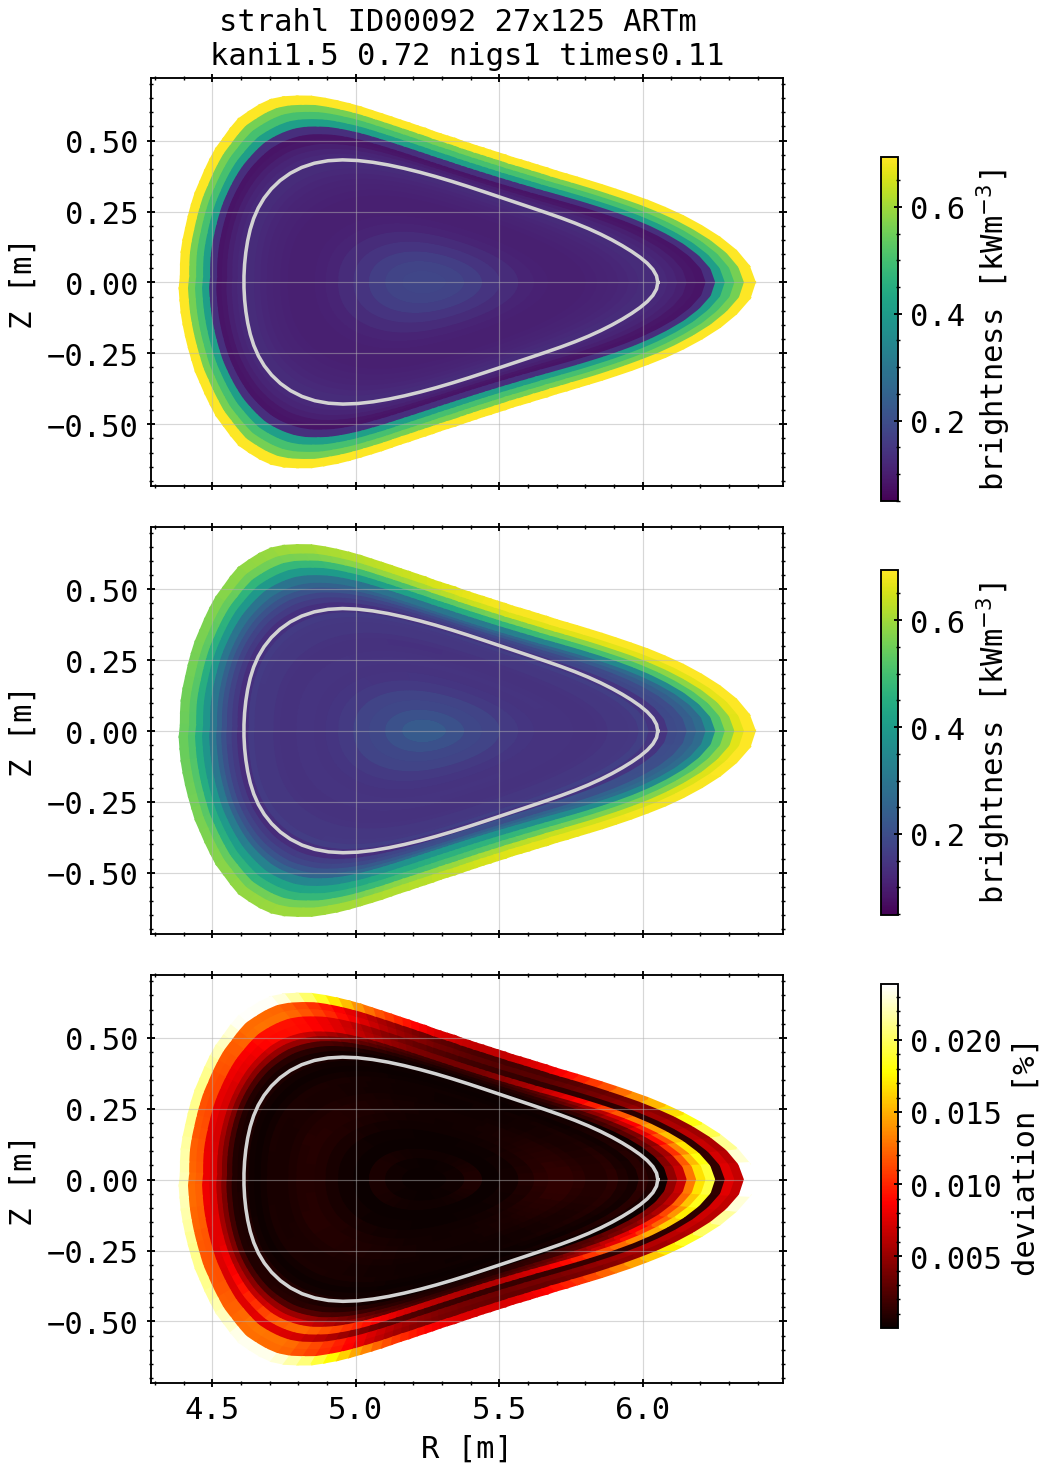 strahl ID00092 27x125 ARTm
kani1.5 0.72 nigs1 times0.11
0.50
0.25
0.00
−0.25
−0.50
Z [m]
0.6
0.4
0.2
brightness [kWm⁻³]
0.50
0.25
0.00
−0.25
−0.50
Z [m]
0.6
0.4
0.2
brightness [kWm⁻³]
0.50
0.25
0.00
−0.25
−0.50
Z [m]
0.020
0.015
0.010
0.005
deviation [%]
4.5 5.0 5.5 6.0
R [m]